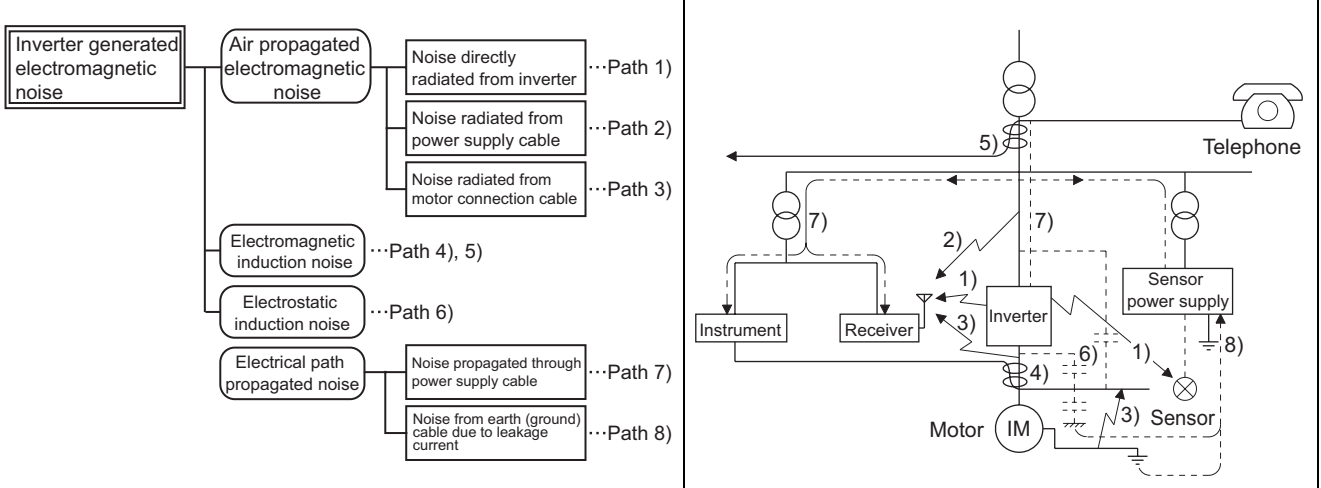 Inverter generated
electromagnetic
noise
Air propagated
electromagnetic
noise
Noise directly
radiated from inverter
···Path 1)
Noise radiated from
power supply cable
···Path 2)
Noise radiated from
motor connection cable
···Path 3)
Electromagnetic
induction noise
···Path 4), 5)
Electrostatic
induction noise
···Path 6)
Electrical path
propagated noise
Noise propagated through
power supply cable
···Path 7)
Noise from earth (ground)
cable due to leakage
current
···Path 8)
5)
Telephone
7)
7)
2)
1)
Sensor
power supply
Instrument
Receiver
Inverter
3)
6)
1)
8)
4)
3)
Sensor
Motor
IM